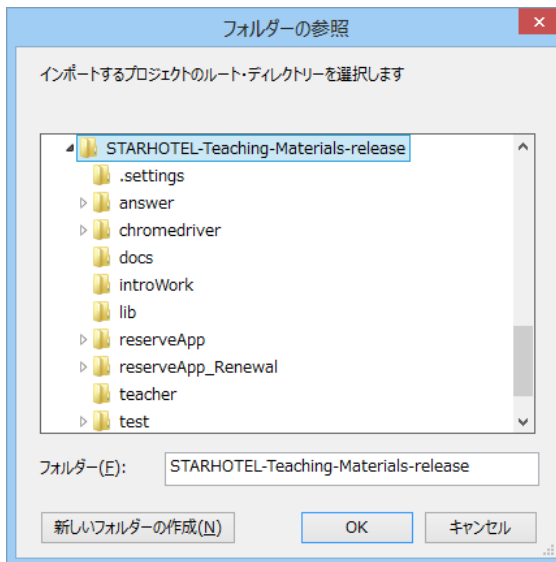 フォルダーの参照
インポートするプロジェクトのルート・ディレクトリーを選択します
STARHOTEL-Teaching-Materials-release
.settings
answer
chromedriver
docs
introWork
lib
reserveApp
reserveApp_Renewal
teacher
test
フォルダー(F): STARHOTEL-Teaching-Materials-release
新しいフォルダーの作成(N) OK キャンセル